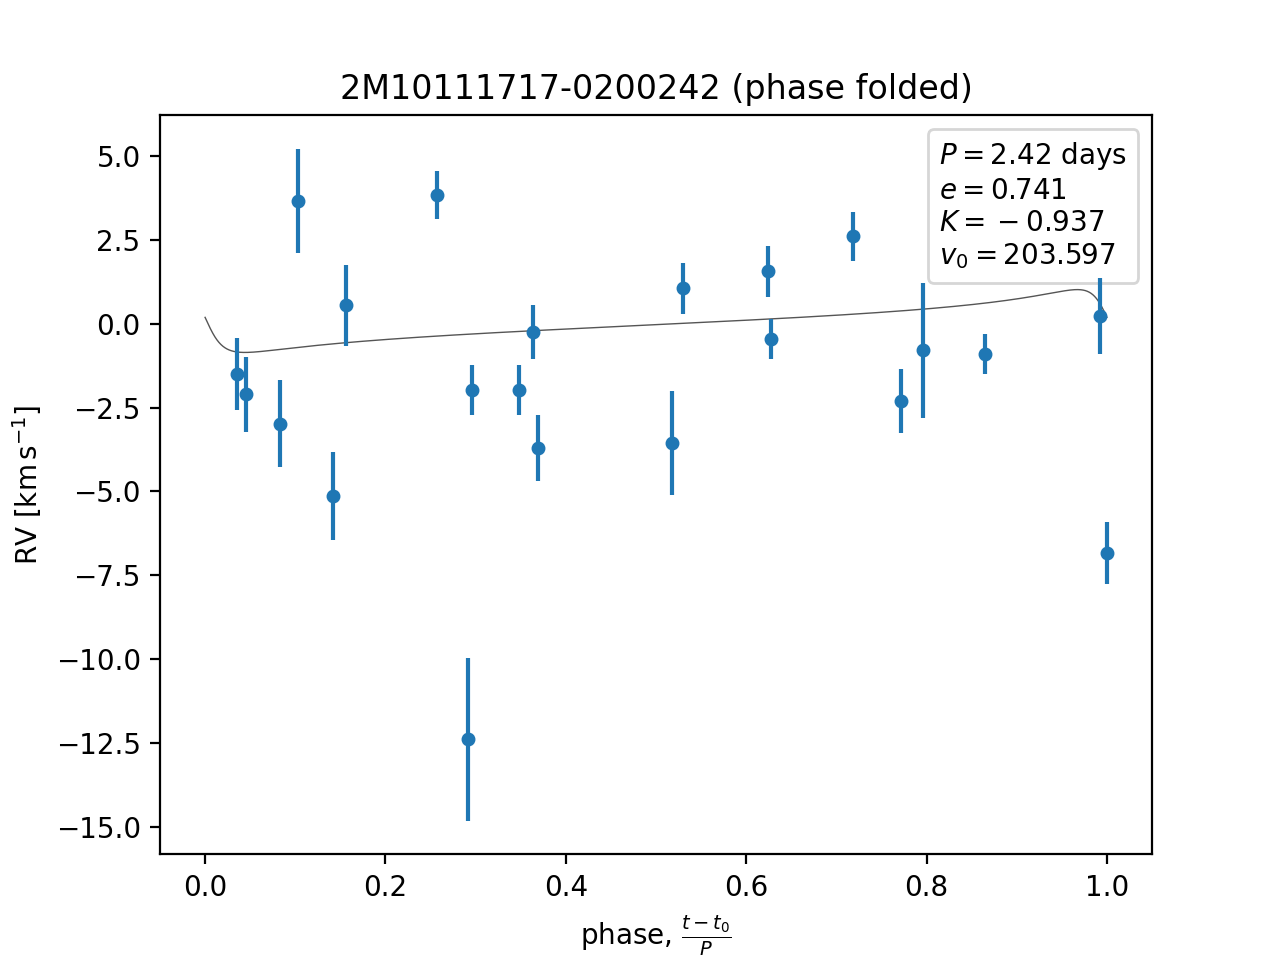 2M10111717-0200242 (phase folded)
P = 2.42 days
e = 0.741
K = −0.937
v₀ = 203.597
5.0
2.5
0.0
−2.5
−5.0
−7.5
−10.0
−12.5
−15.0
RV [km s⁻¹]
0.0 0.2 0.4 0.6 0.8 1.0
phase, (t − t₀)/P